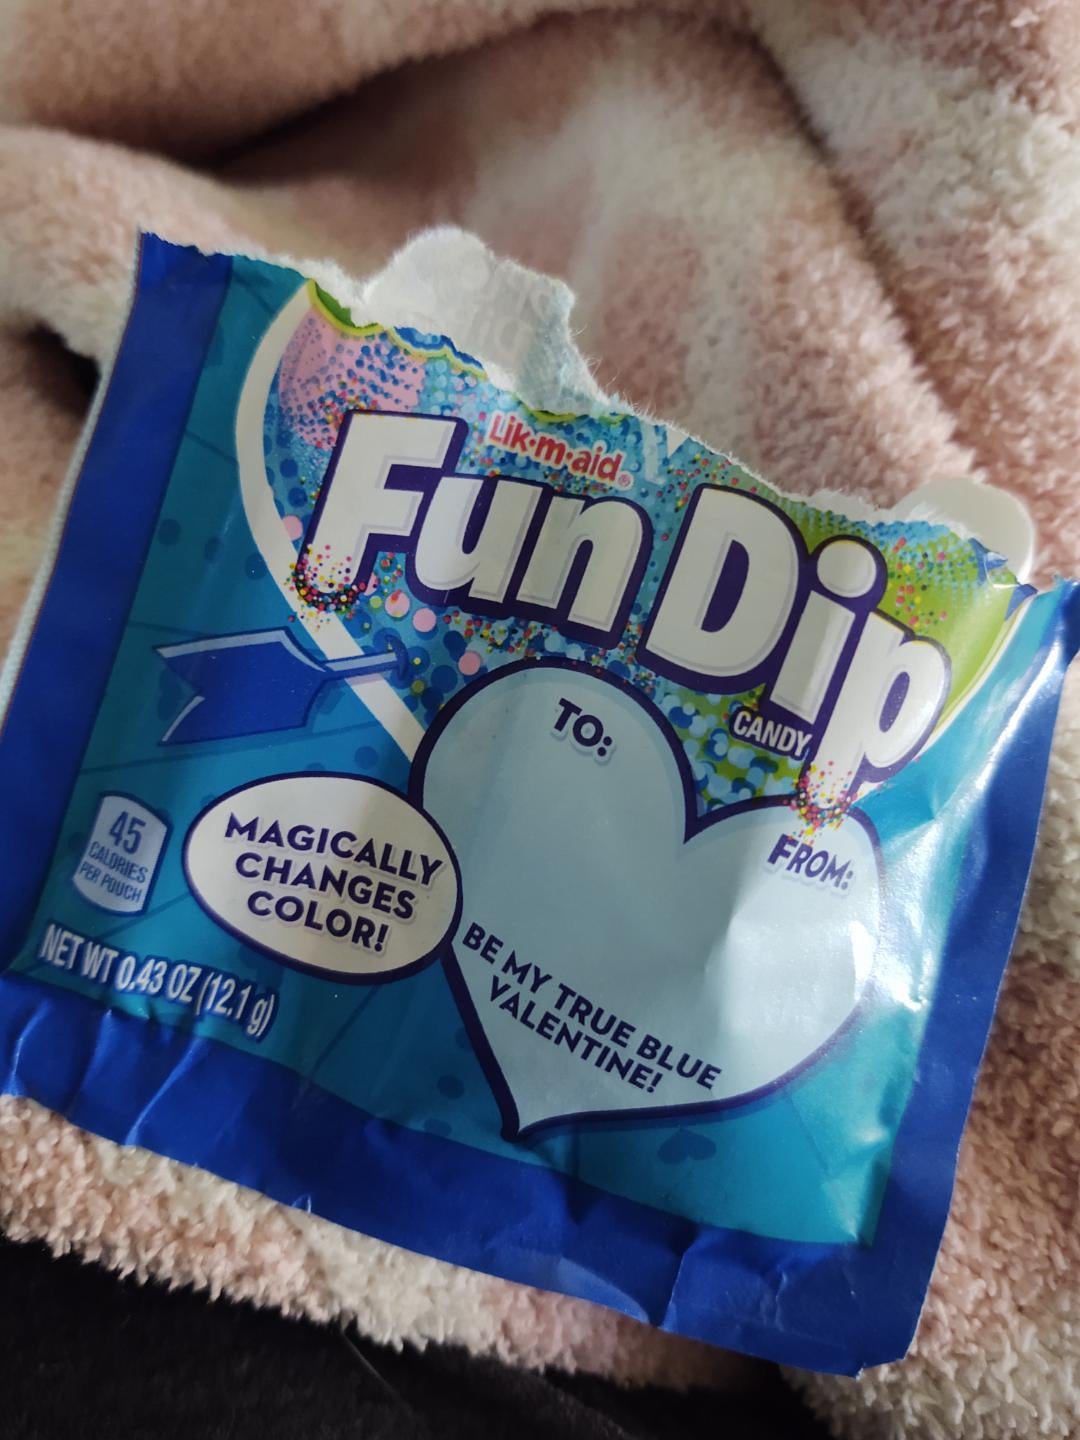 Lik·m·aid®
Fun Dip
CANDY
TO:
FROM:
MAGICALLY
CHANGES
COLOR!
45
CALORIES
PER POUCH
BE MY TRUE BLUE
VALENTINE!
NET WT 0.43 OZ (12.1 g)